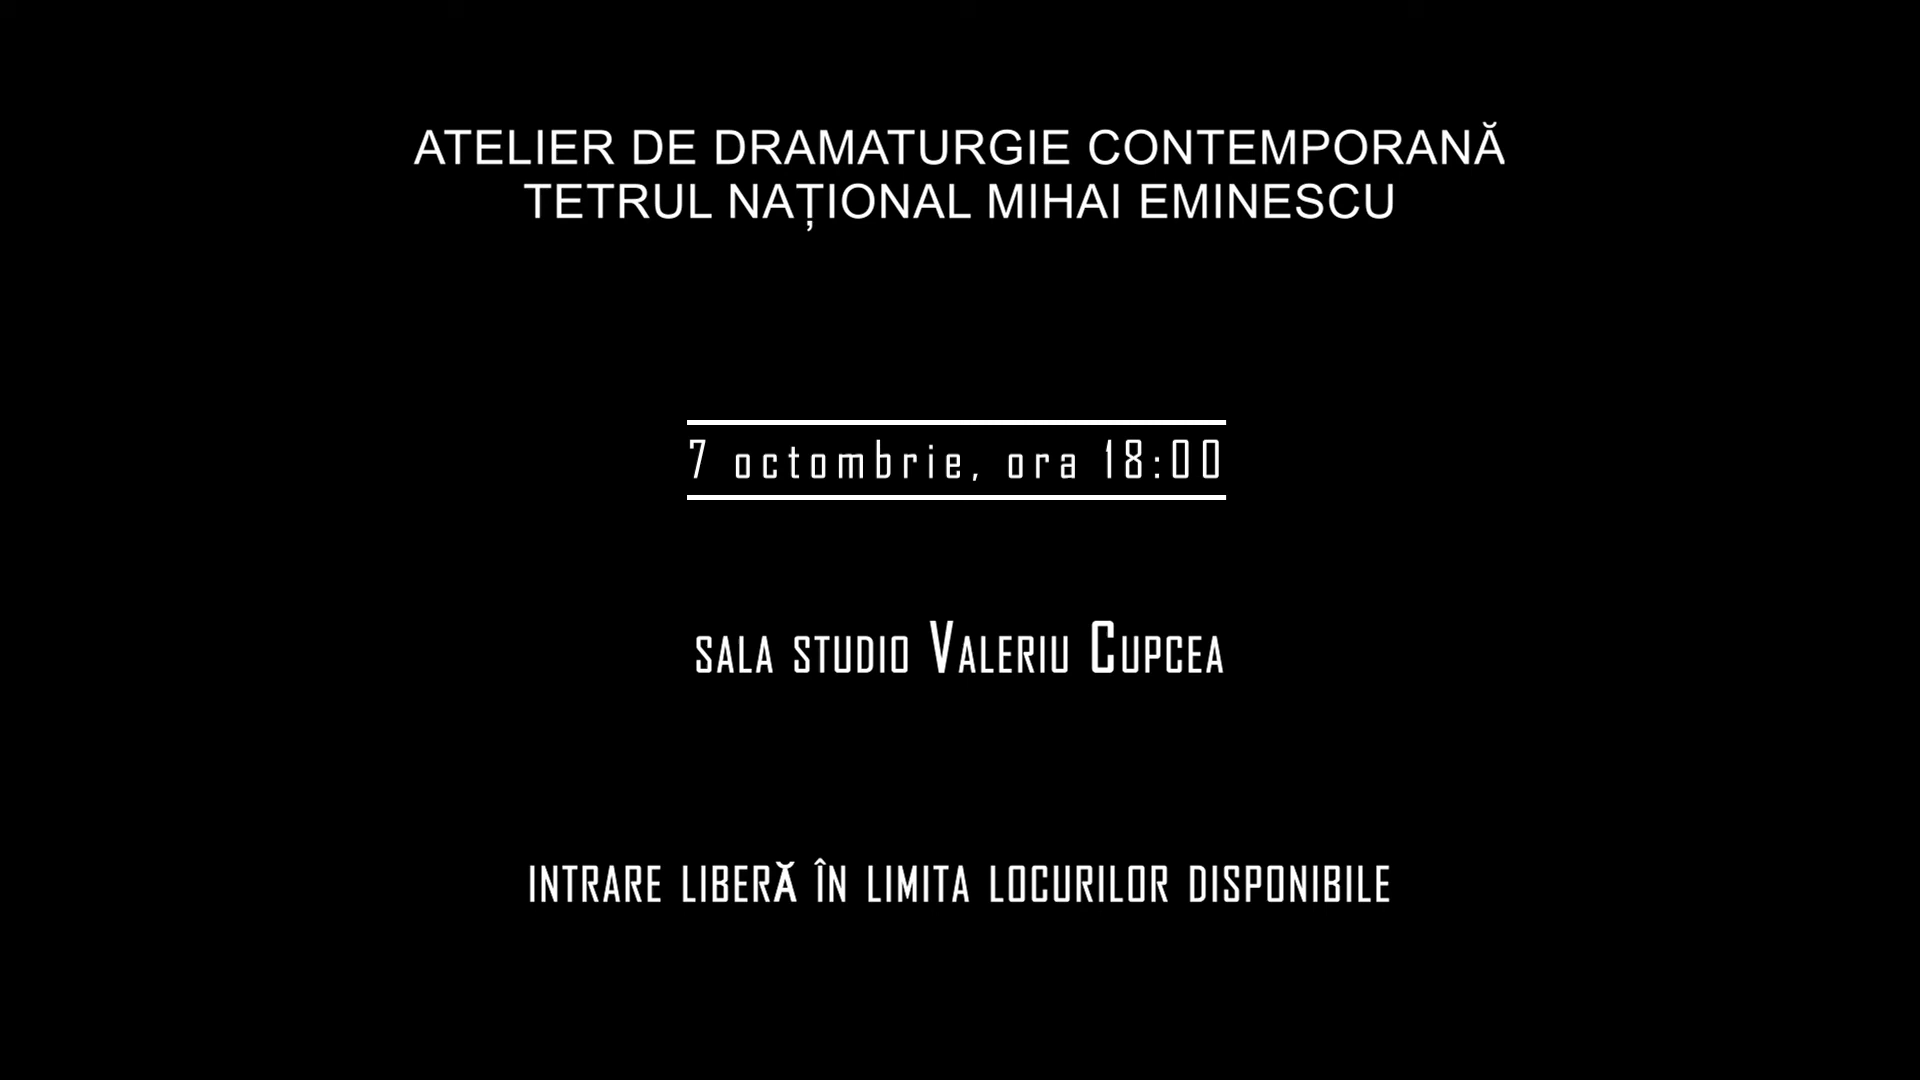 ATELIER DE DRAMATURGIE CONTEMPORANĂ
TETRUL NAȚIONAL MIHAI EMINESCU
7 octombrie, ora 18:00
SALA STUDIO VALERIU CUPCEA
INTRARE LIBERĂ ÎN LIMITA LOCURILOR DISPONIBILE